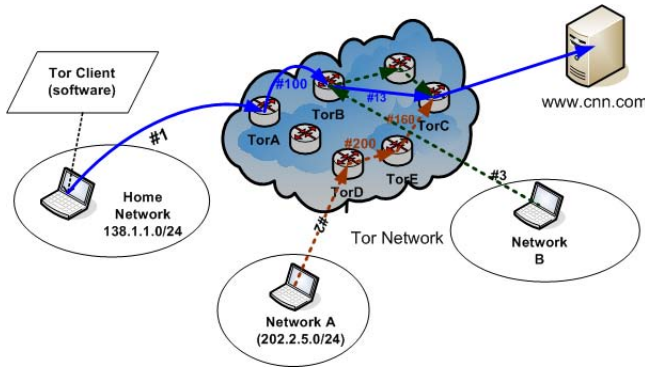 Tor Client
(software)
#100
TorB
#13
www.cnn.com
TorA
TorC
#1
#160
#200
TorE
TorD
#3
Home
Network
138.1.1.0/24
#2
Tor Network
Network
B
Network A
(202.2.5.0/24)